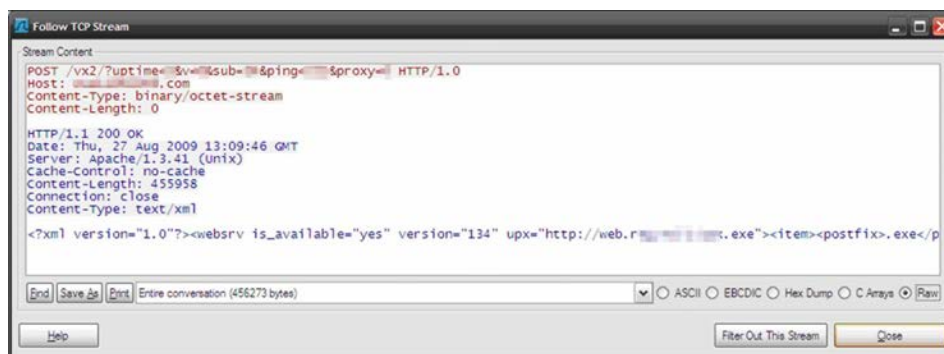 Follow TCP Stream
Stream Content
POST /vx2/?uptime= &v= &sub= &ping= &proxy= HTTP/1.0
Host: .com
Content-Type: binary/octet-stream
Content-Length: 0
HTTP/1.1 200 OK
Date: Thu, 27 Aug 2009 13:09:46 GMT
Server: Apache/1.3.41 (Unix)
Cache-Control: no-cache
Content-Length: 455958
Connection: close
Content-Type: text/xml
<?xml version="1.0"?><websrv is_available="yes" version="134" upx="http://web.r .exe"><item><postfix>.exe</p
Find Save As Print Entire conversation (456273 bytes) ASCII EBCDIC Hex Dump C Arrays Raw
Help Filter Out This Stream Close